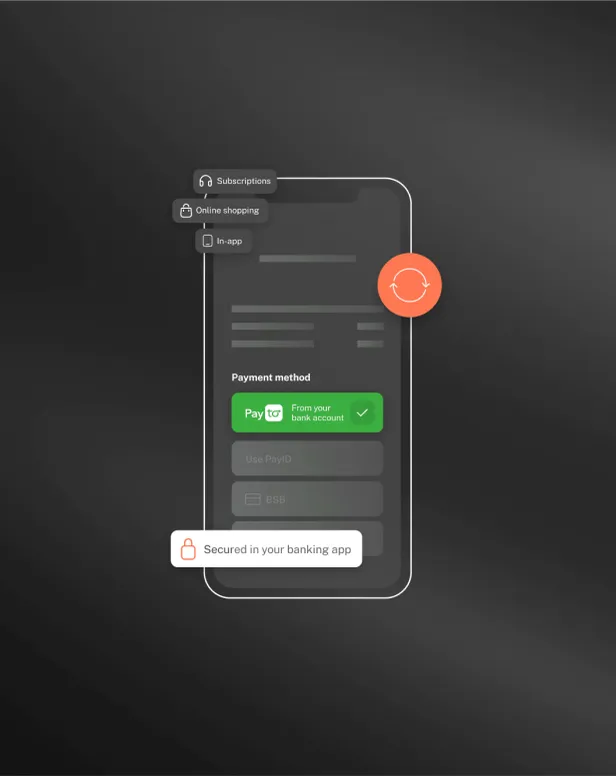 Subscriptions
Online shopping
In-app
Payment method
PayTo
From your
bank account
Use PayID
BSB
Secured in your banking app